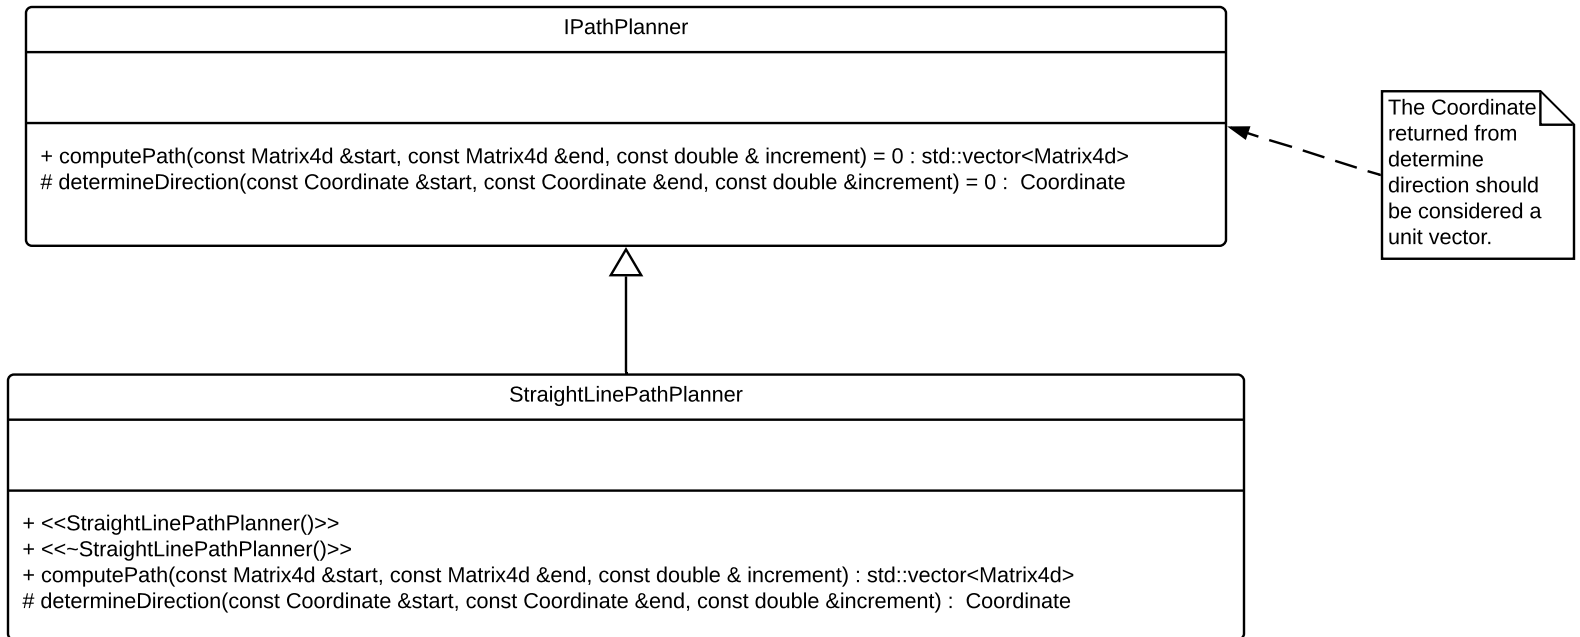 IPathPlanner
+ computePath(const Matrix4d &start, const Matrix4d &end, const double & increment) = 0 : std::vector<Matrix4d>
# determineDirection(const Coordinate &start, const Coordinate &end, const double &increment) = 0 :  Coordinate
The Coordinate
returned from
determine
direction should
be considered a
unit vector.
StraightLinePathPlanner
+ <<StraightLinePathPlanner()>>
+ <<~StraightLinePathPlanner()>>
+ computePath(const Matrix4d &start, const Matrix4d &end, const double & increment) : std::vector<Matrix4d>
# determineDirection(const Coordinate &start, const Coordinate &end, const double &increment) :  Coordinate